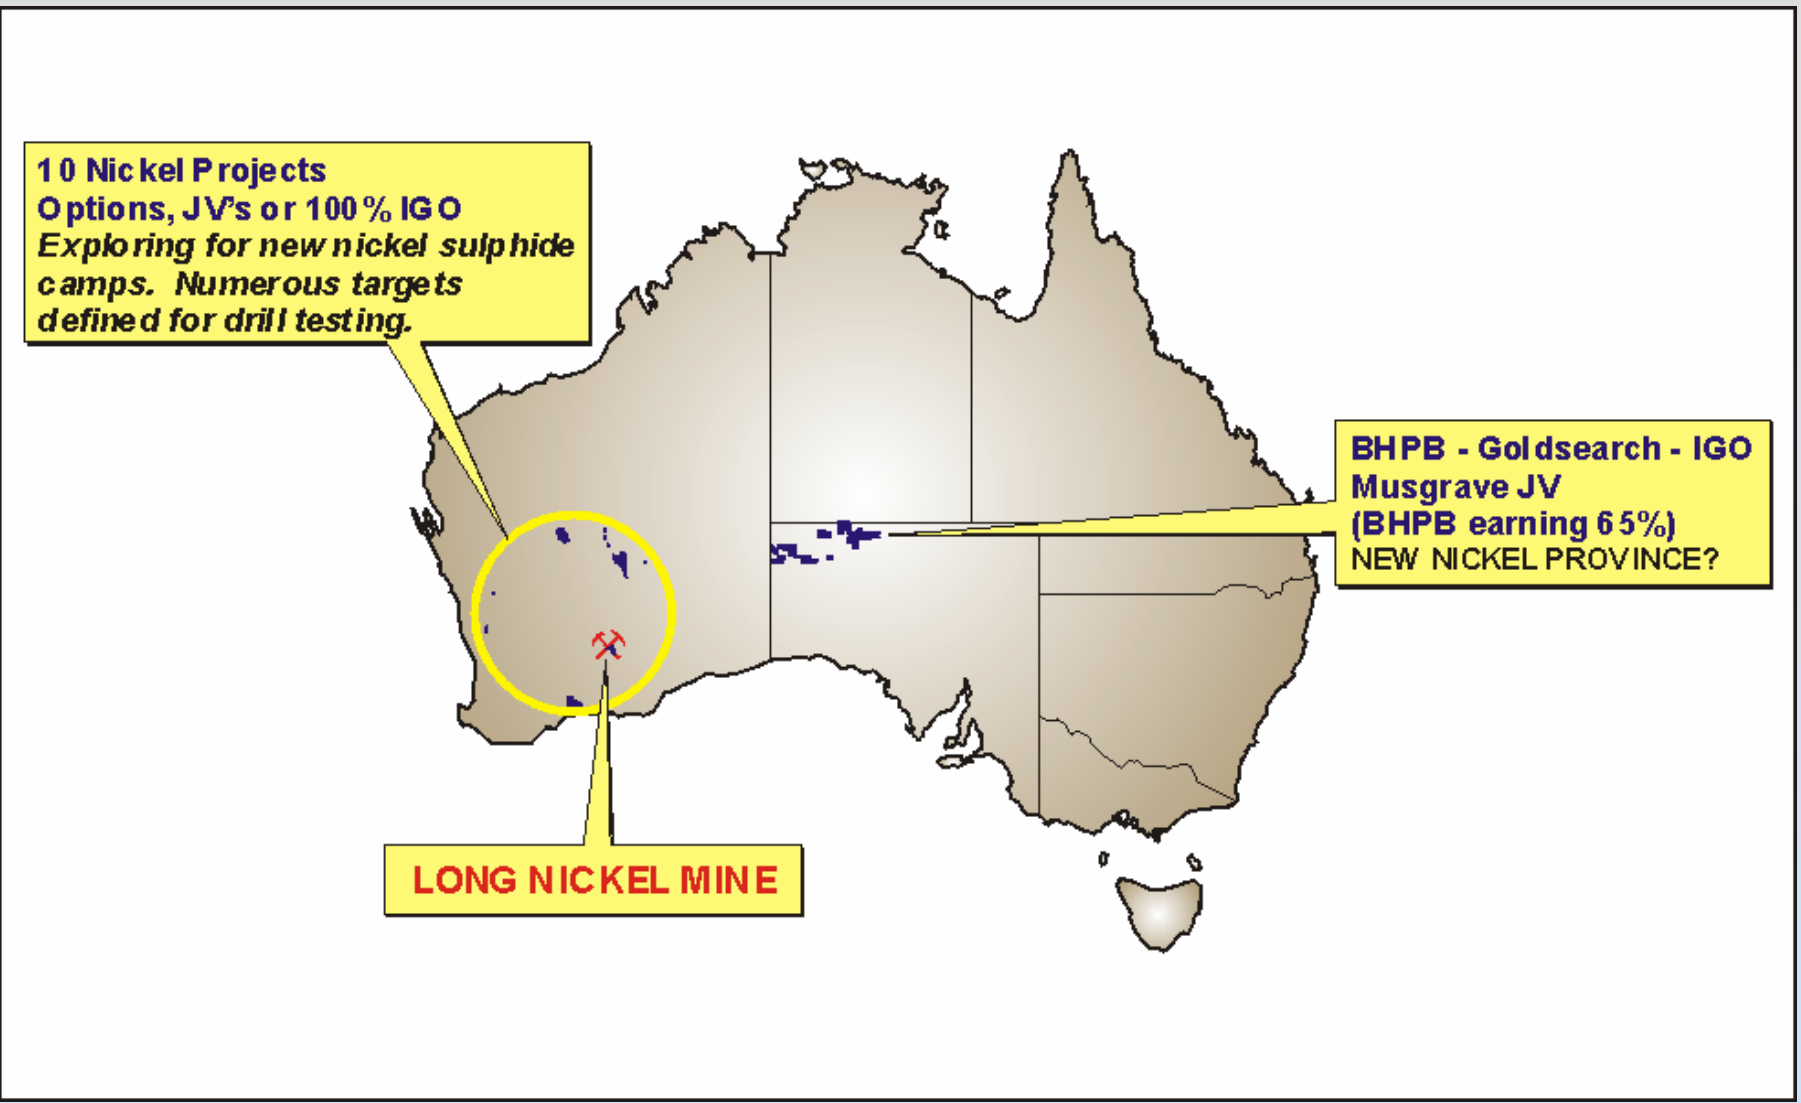 10 Nickel Projects
Options, JV's or 100% IGO
Exploring for new nickel sulphide
camps. Numerous targets
defined for drill testing.
BHPB - Goldsearch - IGO
Musgrave JV
(BHPB earning 65%)
NEW NICKEL PROVINCE?
LONG NICKEL MINE